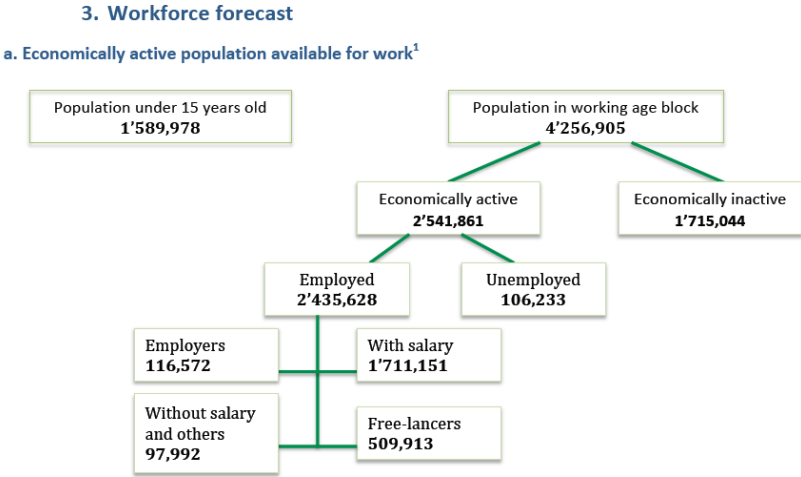 3. Workforce forecast
a. Economically active population available for work¹
Population under 15 years old
1’589,978
Population in working age block
4’256,905
Economically active
2’541,861
Economically inactive
1’715,044
Employed
2’435,628
Unemployed
106,233
Employers
116,572
With salary
1’711,151
Without salary
and others
97,992
Free-lancers
509,913